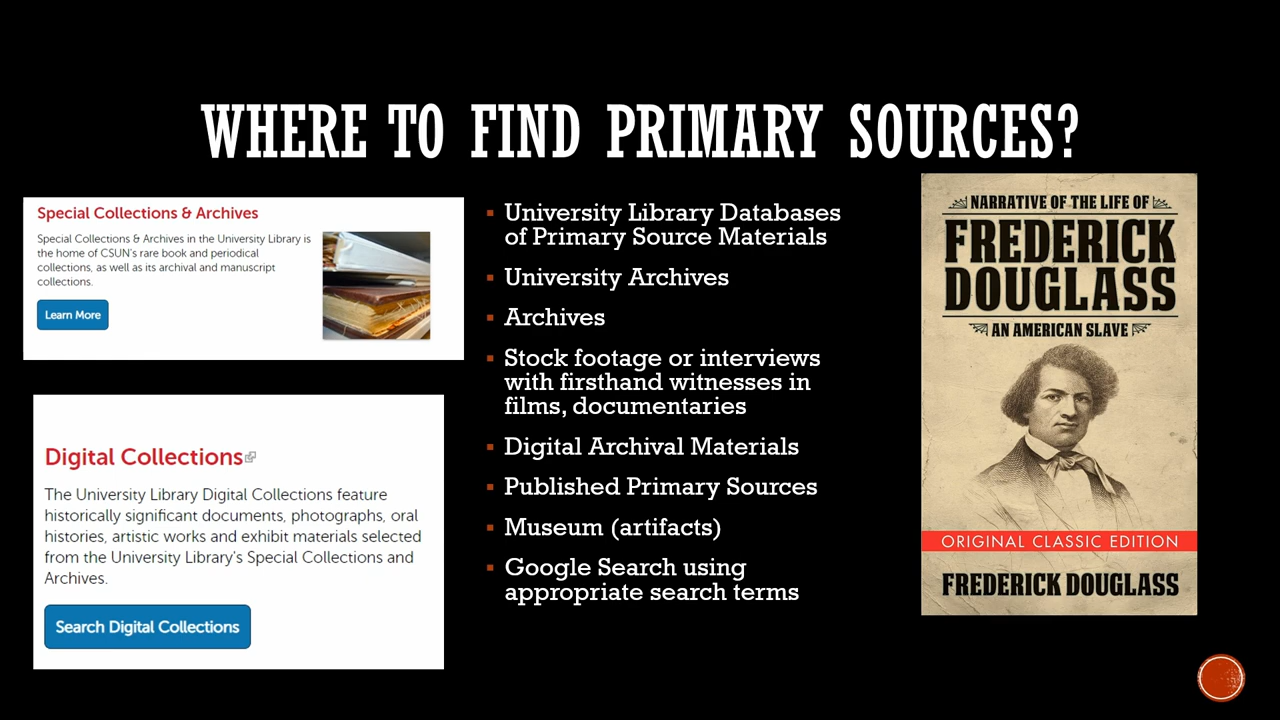 WHERE TO FIND PRIMARY SOURCES?
Special Collections & Archives
Special Collections & Archives in the University Library is
the home of CSUN's rare book and periodical
collections, as well as its archival and manuscript
collections.
Learn More
Digital Collections
The University Library Digital Collections feature
historically significant documents, photographs, oral
histories, artistic works and exhibit materials selected
from the University Library's Special Collections and
Archives.
Search Digital Collections
University Library Databases
of Primary Source Materials
University Archives
Archives
Stock footage or interviews
with firsthand witnesses in
films, documentaries
Digital Archival Materials
Published Primary Sources
Museum (artifacts)
Google Search using
appropriate search terms
NARRATIVE OF THE LIFE OF
FREDERICK
DOUGLASS
AN AMERICAN SLAVE
ORIGINAL CLASSIC EDITION
FREDERICK DOUGLASS